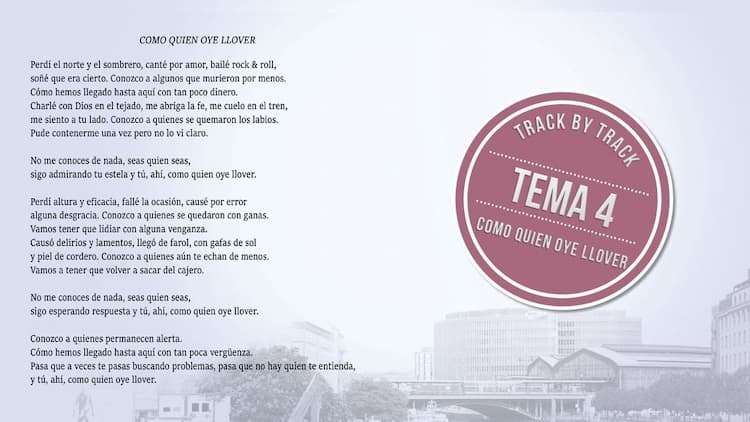 COMO QUIEN OYE LLOVER
Perdí el norte y el sombrero, canté por amor, bailé rock & roll,
soñé que era cierto. Conozco a algunos que murieron por menos.
Cómo hemos llegado hasta aquí con tan poco dinero.
Charlé con Dios en el tejado, me abriga la fe, me cuelo en el tren,
me siento a tu lado. Conozco a quienes se quemaron los labios.
Pude contenerme una vez pero no lo vi claro.
No me conoces de nada, seas quien seas,
sigo admirando tu estela y tú, ahí, como quien oye llover.
Perdí altura y eficacia, fallé la ocasión, causé por error
alguna desgracia. Conozco a quienes se quedaron con ganas.
Vamos tener que lidiar con alguna venganza.
Causó delirios y lamentos, llegó de farol, con gafas de sol
y piel de cordero. Conozco a quienes aún te echan de menos.
Vamos a tener que volver a sacar del cajero.
No me conoces de nada, seas quien seas,
sigo esperando respuesta y tú, ahí, como quien oye llover.
Conozco a quienes permanecen alerta.
Cómo hemos llegado hasta aquí con tan poca vergüenza.
Pasa que a veces te pasas buscando problemas, pasa que no hay quien te entienda,
y tú, ahí, como quien oye llover.
TRACK BY TRACK
TEMA 4
COMO QUIEN OYE LLOVER